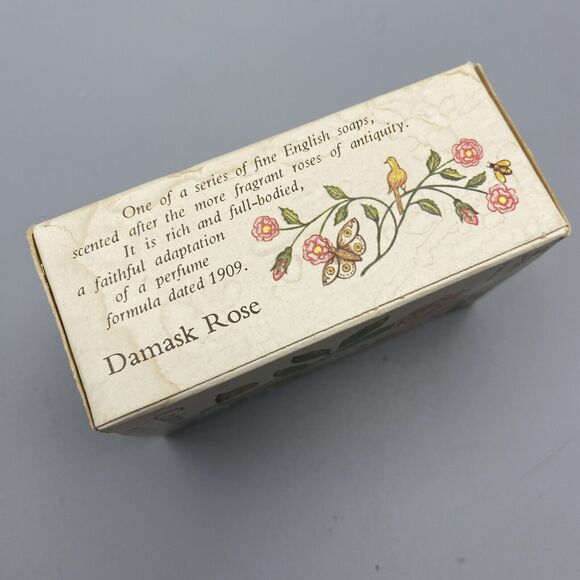 One of a series of fine English soaps,
scented after the more fragrant roses of antiquity.
It is rich and full-bodied,
a faithful adaptation
of a perfume
formula dated 1909.
Damask Rose